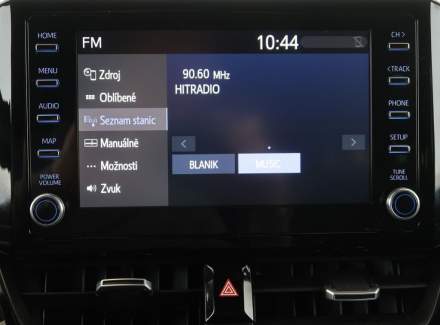 HOME
MENU
AUDIO
MAP
POWER
VOLUME
FM
10:44
Zdroj
Oblíbené
Seznam stanic
Manuálně
Možnosti
Zvuk
90.60 MHz
HITRADIO
<
>
BLANIK
MUSIC
CH >
< TRACK
PHONE
SETUP
TUNE
SCROLL